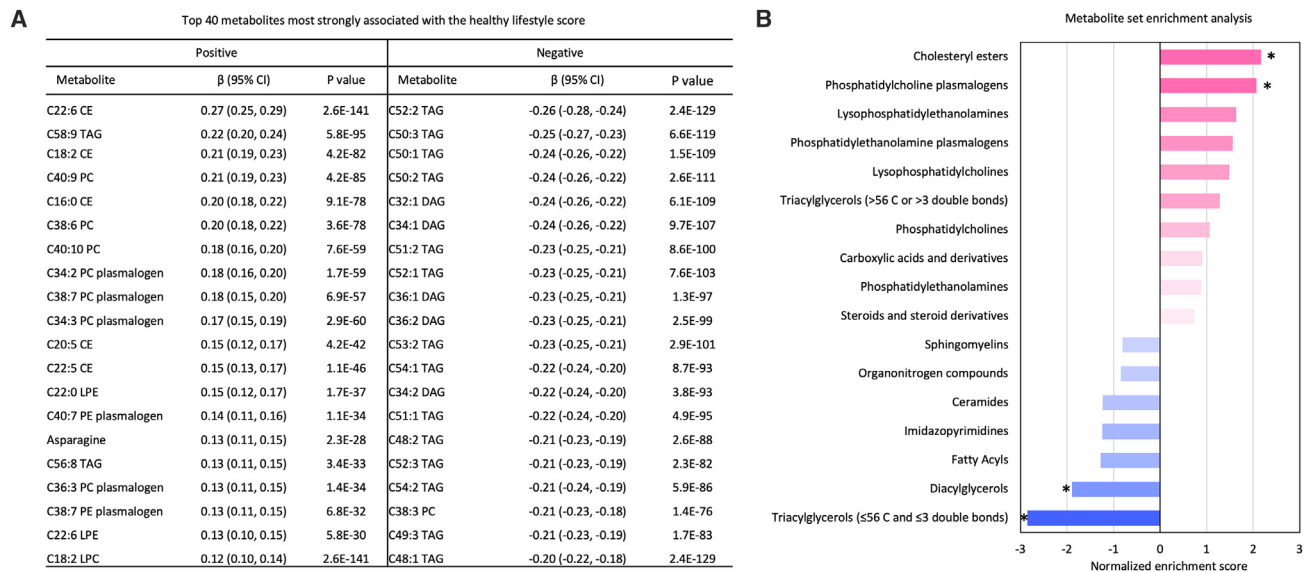 A
Top 40 metabolites most strongly associated with the healthy lifestyle score
Positive Negative
Metabolite β (95% CI) P value Metabolite β (95% CI) P value
C22:6 CE 0.27 (0.25, 0.29) 2.6E-141 C52:2 TAG -0.26 (-0.28, -0.24) 2.4E-129
C58:9 TAG 0.22 (0.20, 0.24) 5.8E-95 C50:3 TAG -0.25 (-0.27, -0.23) 6.6E-119
C18:2 CE 0.21 (0.19, 0.23) 4.2E-82 C50:1 TAG -0.24 (-0.26, -0.22) 1.5E-109
C40:9 PC 0.21 (0.19, 0.23) 4.2E-85 C50:2 TAG -0.24 (-0.26, -0.22) 2.6E-111
C16:0 CE 0.20 (0.18, 0.22) 9.1E-78 C32:1 DAG -0.24 (-0.26, -0.22) 6.1E-109
C38:6 PC 0.20 (0.18, 0.22) 3.6E-78 C34:1 DAG -0.24 (-0.26, -0.22) 9.7E-107
C40:10 PC 0.18 (0.16, 0.20) 7.6E-59 C51:2 TAG -0.23 (-0.25, -0.21) 8.6E-100
C34:2 PC plasmalogen 0.18 (0.16, 0.20) 1.7E-59 C52:1 TAG -0.23 (-0.25, -0.21) 7.6E-103
C38:7 PC plasmalogen 0.18 (0.15, 0.20) 6.9E-57 C36:1 DAG -0.23 (-0.25, -0.21) 1.3E-97
C34:3 PC plasmalogen 0.17 (0.15, 0.19) 2.9E-60 C36:2 DAG -0.23 (-0.25, -0.21) 2.5E-99
C20:5 CE 0.15 (0.12, 0.17) 4.2E-42 C53:2 TAG -0.23 (-0.25, -0.21) 2.9E-101
C22:5 CE 0.15 (0.13, 0.17) 1.1E-46 C54:1 TAG -0.22 (-0.24, -0.20) 8.7E-93
C22:0 LPE 0.15 (0.12, 0.17) 1.7E-37 C34:2 DAG -0.22 (-0.24, -0.20) 3.8E-93
C40:7 PE plasmalogen 0.14 (0.11, 0.16) 1.1E-34 C51:1 TAG -0.22 (-0.24, -0.20) 4.9E-95
Asparagine 0.13 (0.11, 0.15) 2.3E-28 C48:2 TAG -0.21 (-0.23, -0.19) 2.6E-88
C56:8 TAG 0.13 (0.11, 0.15) 3.4E-33 C52:3 TAG -0.21 (-0.23, -0.19) 2.3E-82
C36:3 PC plasmalogen 0.13 (0.11, 0.15) 1.4E-34 C54:2 TAG -0.21 (-0.24, -0.19) 5.9E-86
C38:7 PE plasmalogen 0.13 (0.11, 0.15) 6.8E-32 C38:3 PC -0.21 (-0.23, -0.18) 1.4E-76
C22:6 LPE 0.13 (0.10, 0.15) 5.8E-30 C49:3 TAG -0.21 (-0.23, -0.19) 1.7E-83
C18:2 LPC 0.12 (0.10, 0.14) 2.6E-141 C48:1 TAG -0.20 (-0.22, -0.18) 2.4E-129
B
Metabolite set enrichment analysis
Cholesteryl esters *
Phosphatidylcholine plasmalogens *
Lysophosphatidylethanolamines
Phosphatidylethanolamine plasmalogens
Lysophosphatidylcholines
Triacylglycerols (>56 C or >3 double bonds)
Phosphatidylcholines
Carboxylic acids and derivatives
Phosphatidylethanolamines
Steroids and steroid derivatives
Sphingomyelins
Organonitrogen compounds
Ceramides
Imidazopyrimidines
Fatty Acyls
Diacylglycerols *
Triacylglycerols (≤56 C and ≤3 double bonds) *
-3 -2 -1 0 1 2 3
Normalized enrichment score